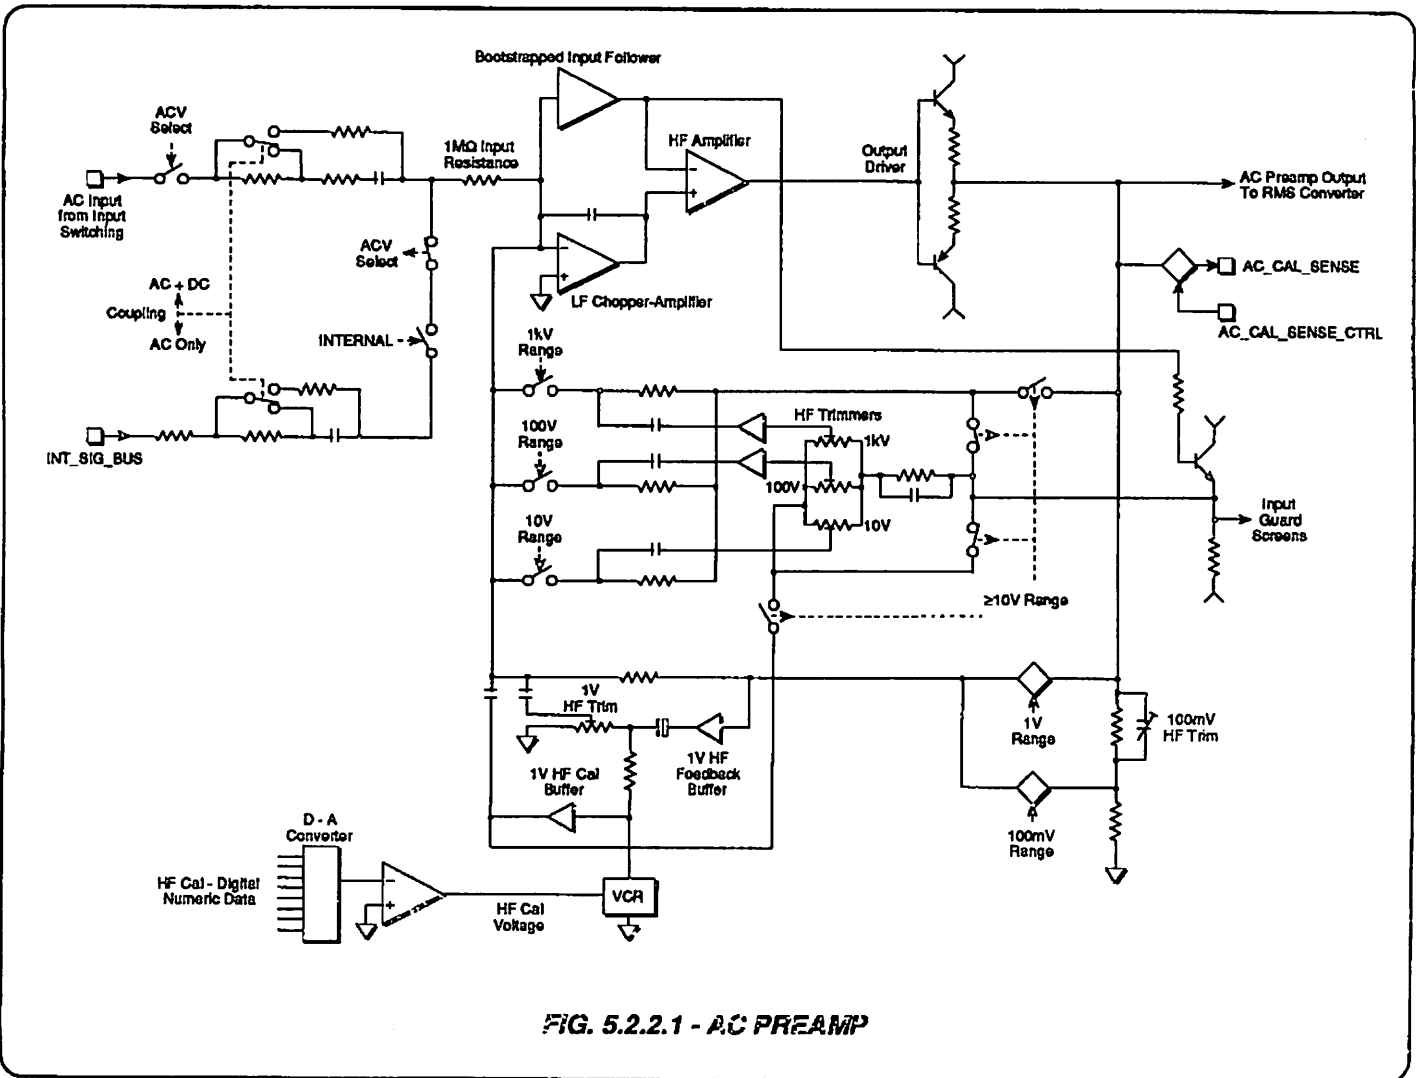 Bootstrapped Input Follower
ACV
Select
1MΩ Input
Resistance
HF Amplifier
Output
Driver
AC Input
from Input
Switching
AC Preamp Output
To RMS Converter
−
+
ACV
Select
−
+
AC_CAL_SENSE
AC + DC
Coupling
AC Only
LF Chopper-Amplifier
INTERNAL
AC_CAL_SENSE_CTRL
1kV
Range
HF Trimmers
1kV
100V
Range
INT_SIG_BUS
100V
10V
10V
Range
Input
Guard
Screens
≥10V Range
1V
HF Trim
1V
Range
100mV
HF Trim
1V HF
Feedback
Buffer
1V HF Cal
Buffer
100mV
Range
D - A
Converter
HF Cal - Digital
Numeric Data
−
+
HF Cal
Voltage
VCR
FIG. 5.2.2.1 - AC PREAMP